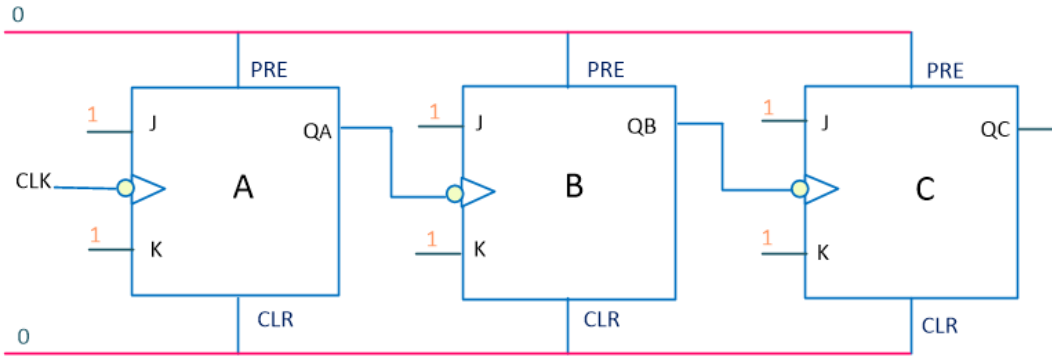 0
PRE PRE PRE
1 J QA 1 J QB 1 J QC
CLK A B C
1 K 1 K 1 K
CLR CLR CLR
0